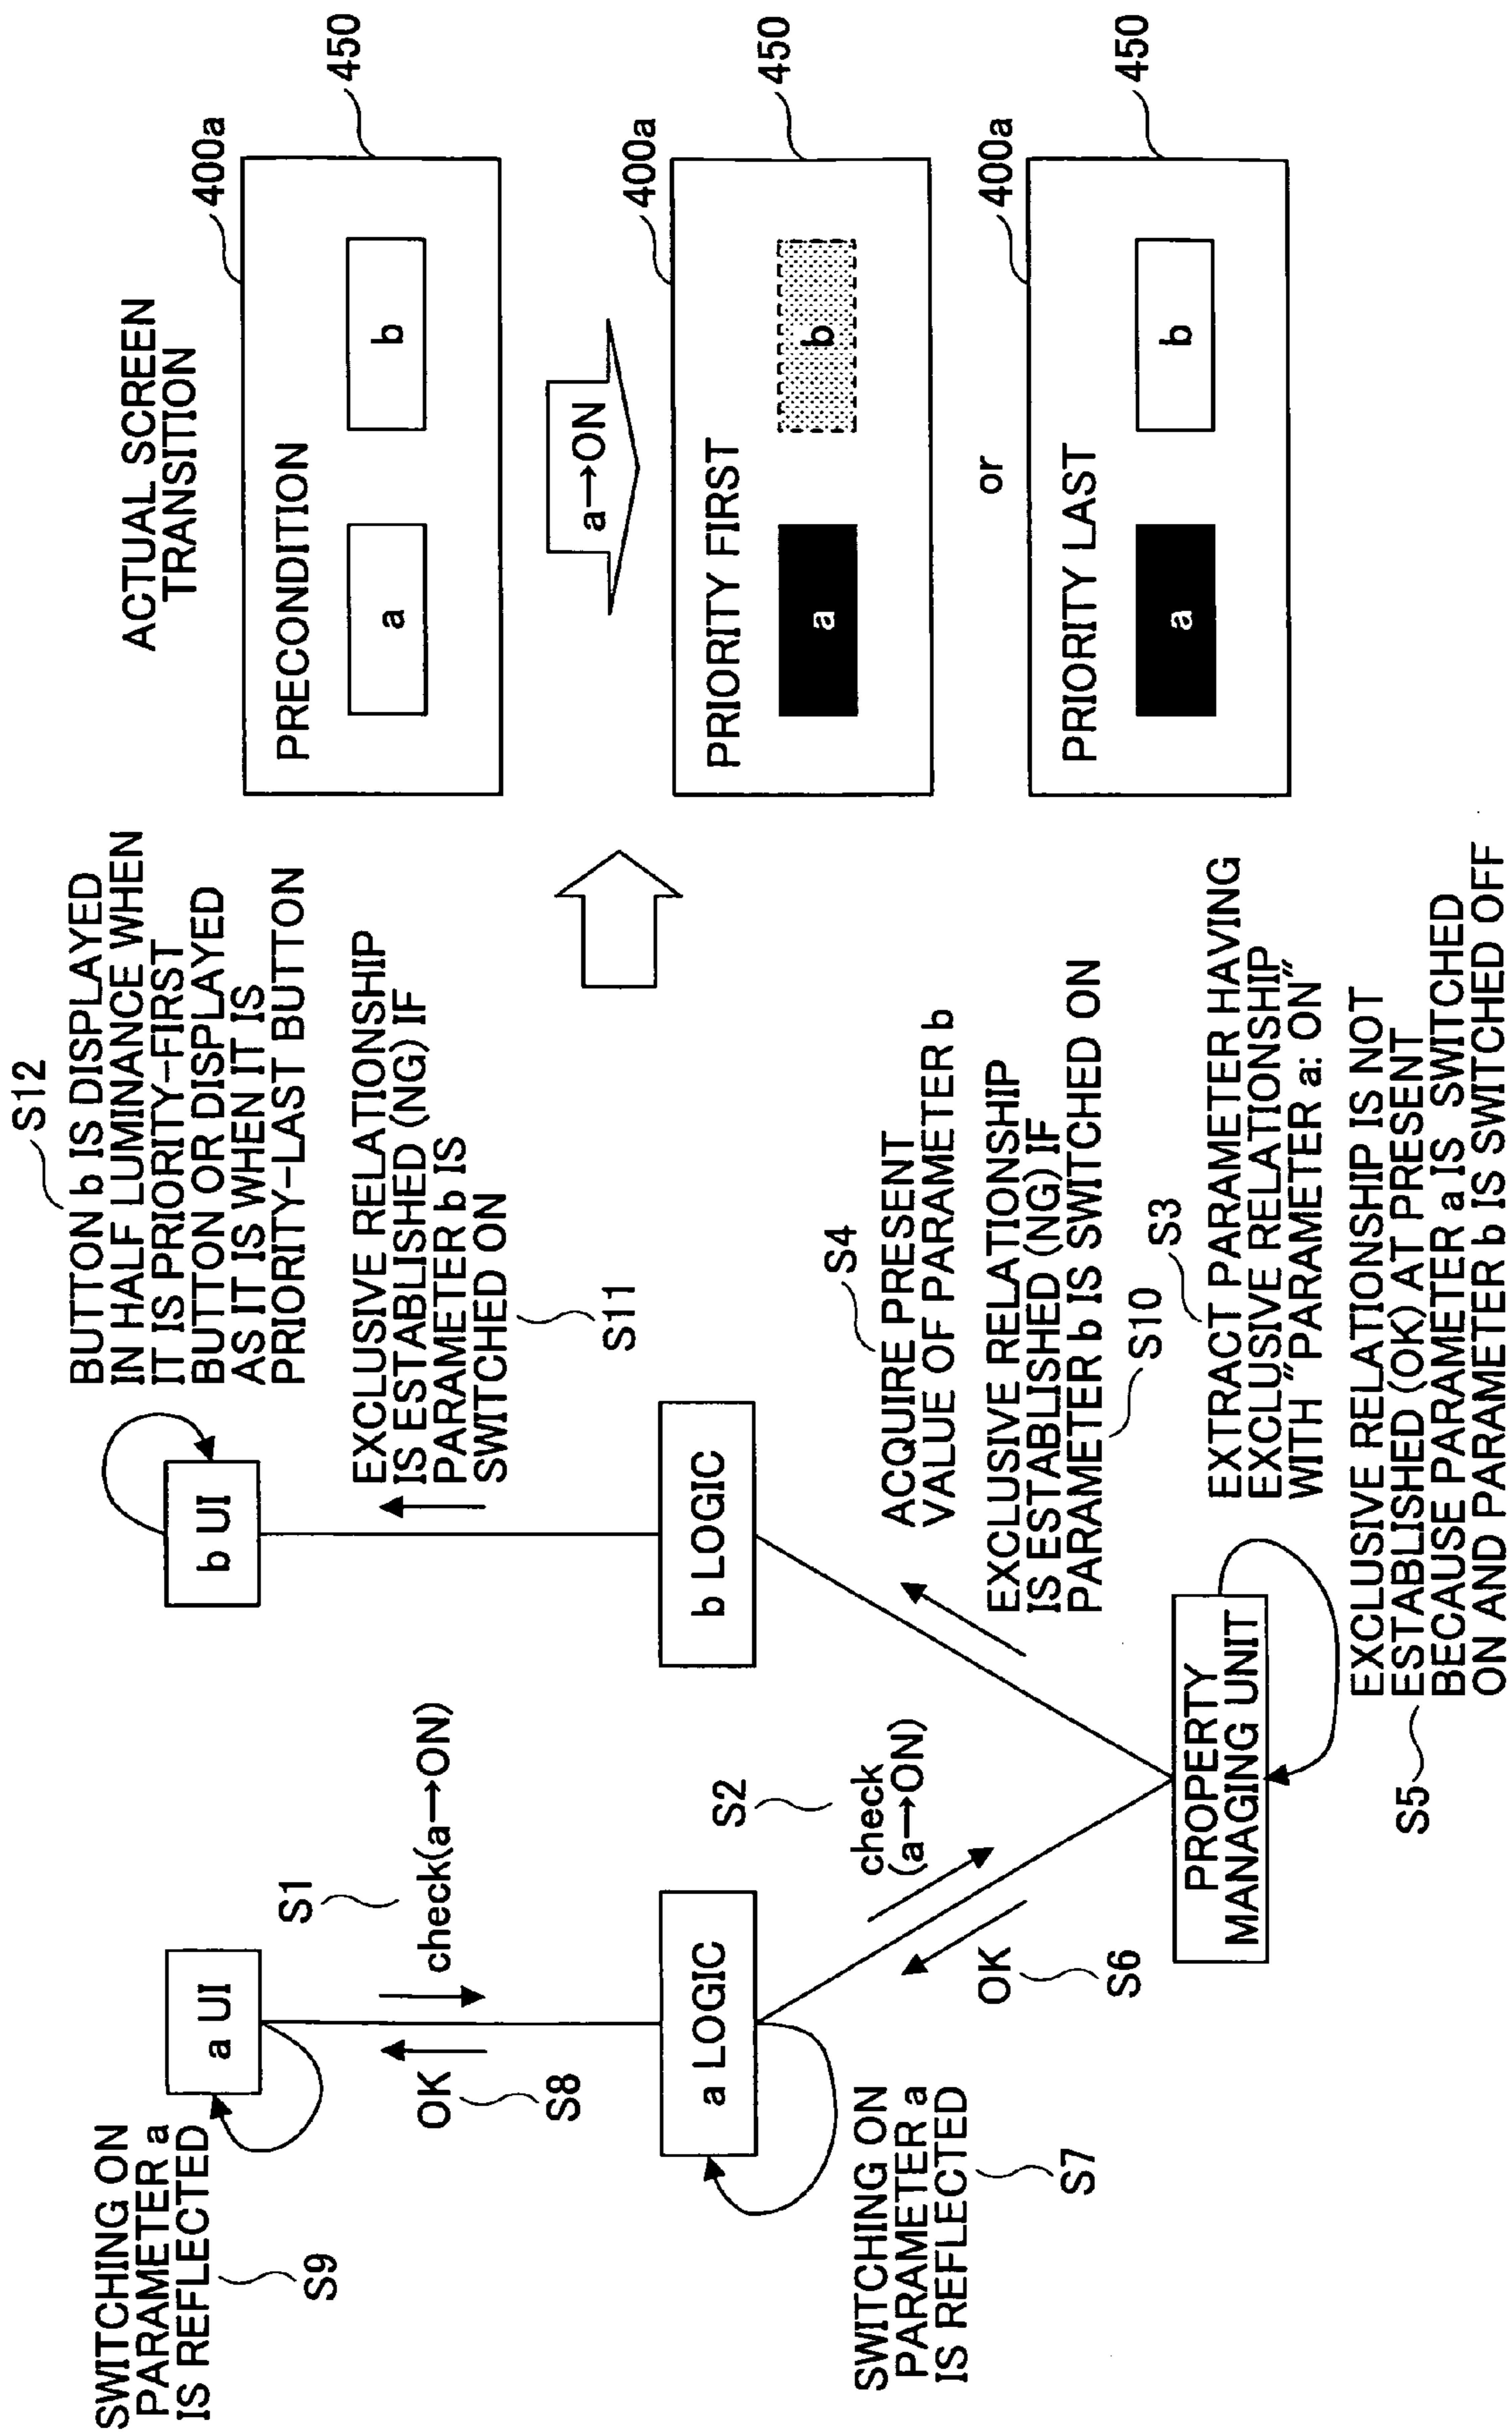 SWITCHING ON
PARAMETER a
IS REFLECTED
S9
a UI
S1
check(a→ON)
OK
S8
a LOGIC
SWITCHING ON
PARAMETER a
IS REFLECTED
S7
S2
check
(a→ON)
OK
S6
PROPERTY
MANAGING UNIT
S12
BUTTON b IS DISPLAYED
IN HALF LUMINANCE WHEN
IT IS PRIORITY-FIRST
BUTTON OR DISPLAYED
AS IT IS WHEN IT IS
PRIORITY-LAST BUTTON
b UI
EXCLUSIVE RELATIONSHIP
IS ESTABLISHED (NG) IF
PARAMETER b IS
SWITCHED ON
S11
b LOGIC
S4
ACQUIRE PRESENT
VALUE OF PARAMETER b
EXCLUSIVE RELATIONSHIP
IS ESTABLISHED (NG) IF
PARAMETER b IS SWITCHED ON
S10
S3
EXTRACT PARAMETER HAVING
EXCLUSIVE RELATIONSHIP
WITH "PARAMETER a: ON"
EXCLUSIVE RELATIONSHIP IS NOT
ESTABLISHED (OK) AT PRESENT
BECAUSE PARAMETER a IS SWITCHED
ON AND PARAMETER b IS SWITCHED OFF
S5
ACTUAL SCREEN
TRANSITION
400a
450
PRECONDITION
a
b
a→ON
400a
450
PRIORITY FIRST
a
b
or
400a
450
PRIORITY LAST
a
b